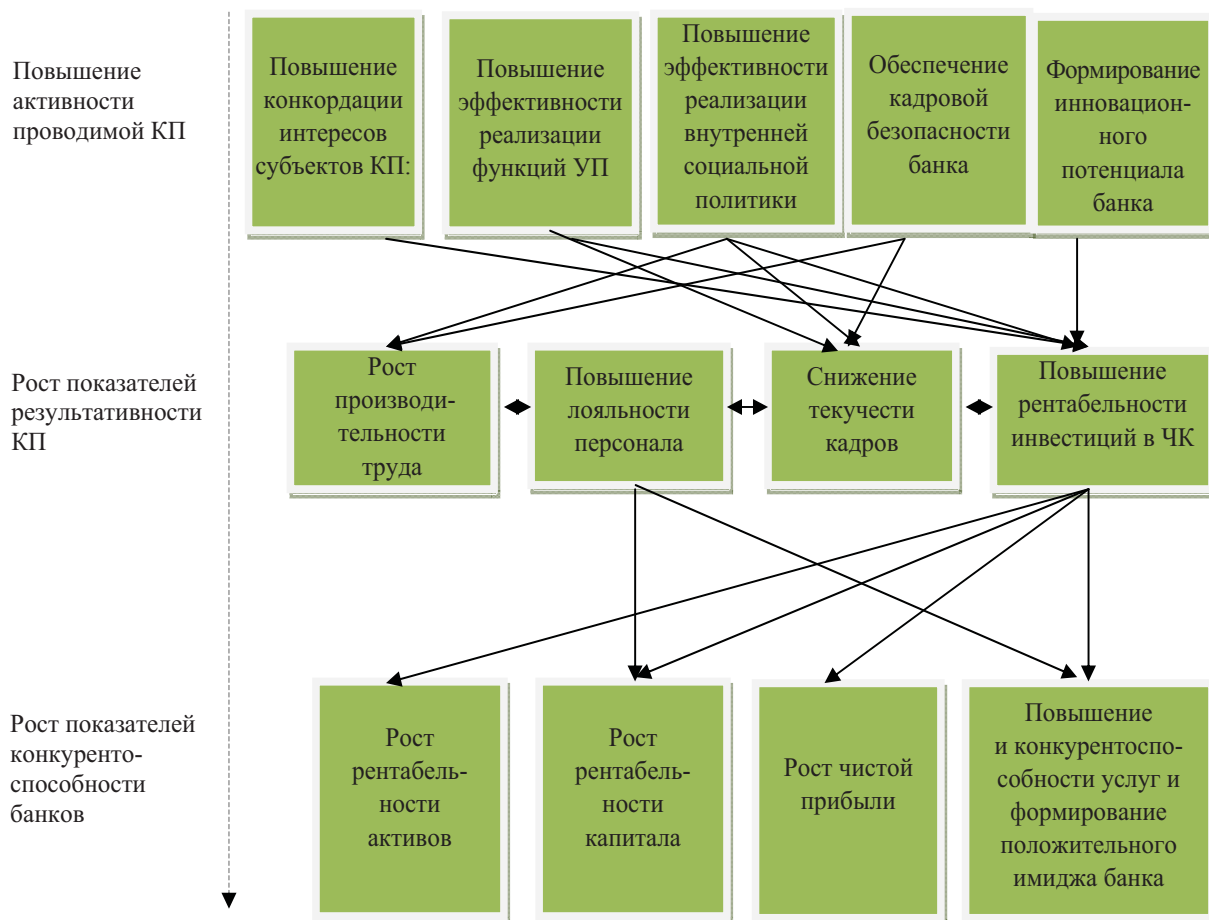 Повышение
активности
проводимой КП
Повышение
конкордации
интересов
субъектов КП:
Повышение
эффективности
реализации
функций УП
Повышение
эффективности
реализации
внутренней
социальной
политики
Обеспечение
кадровой
безопасности
банка
Формирование
инновацион-
ного
потенциала
банка
Рост показателей
результативности
КП
Рост
производи-
тельности
труда
Повышение
лояльности
персонала
Снижение
текучести
кадров
Повышение
рентабельности
инвестиций в ЧК
Рост показателей
конкуренто-
способности
банков
Рост
рентабель-
ности
активов
Рост
рентабель-
ности
капитала
Рост чистой
прибыли
Повышение
и конкурентоспо-
собности услуг и
формирование
положительного
имиджа банка